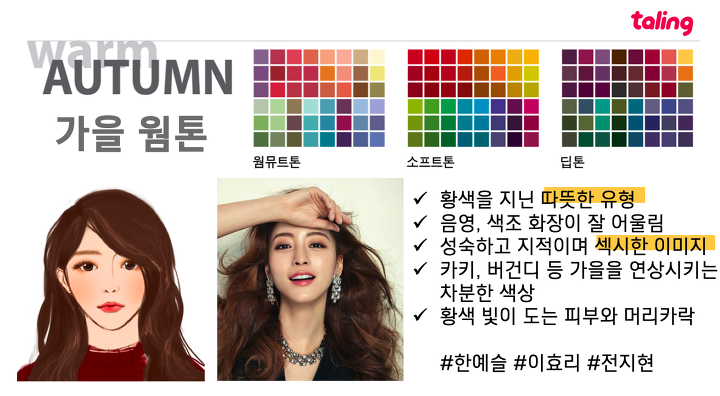 taling
warm
AUTUMN
가을 웜톤
웜뮤트톤
소프트톤
딥톤
✓ 황색을 지닌 따뜻한 유형
✓ 음영, 색조 화장이 잘 어울림
✓ 성숙하고 지적이며 섹시한 이미지
✓ 카키, 버건디 등 가을을 연상시키는
차분한 색상
✓ 황색 빛이 도는 피부와 머리카락
#한예슬 #이효리 #전지현